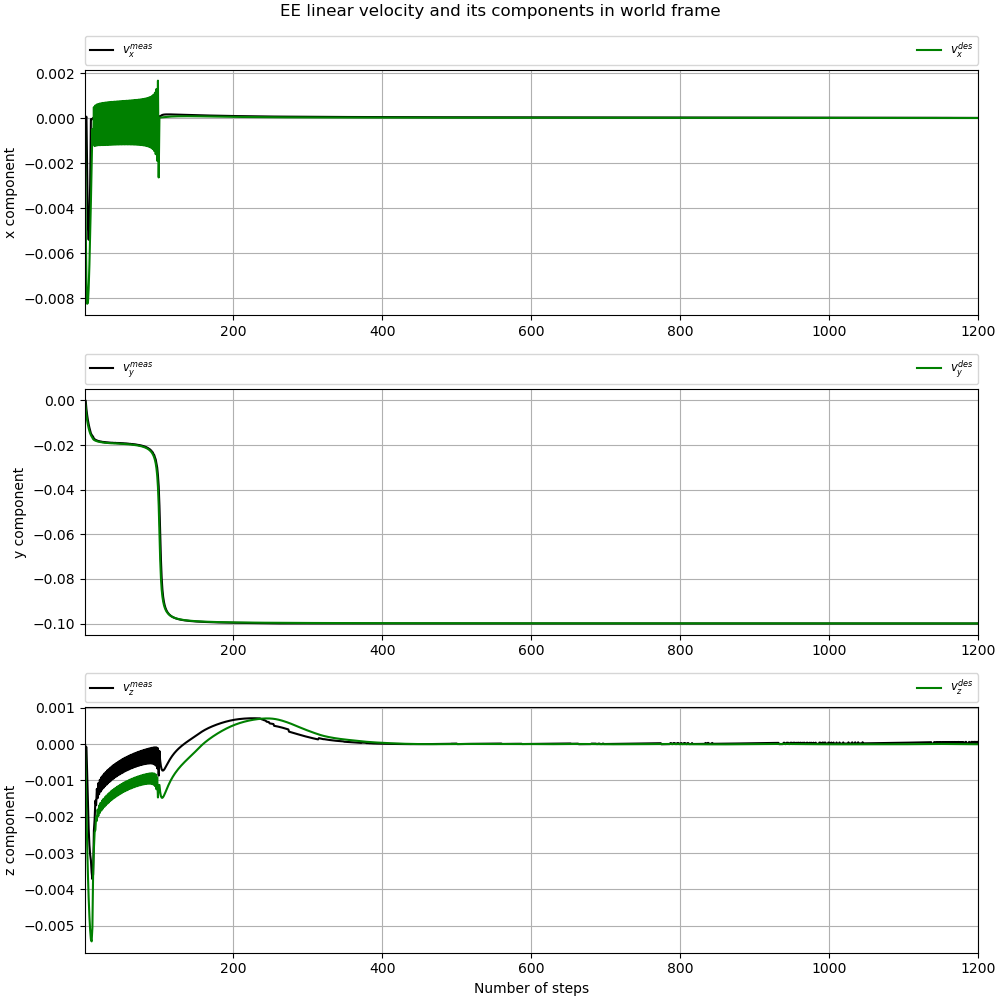 EE linear velocity and its components in world frame
v_x^{meas} v_x^{des}
0.002
0.000
−0.002
−0.004
−0.006
−0.008
x component
200 400 600 800 1000 1200
v_y^{meas} v_y^{des}
0.00
−0.02
−0.04
−0.06
−0.08
−0.10
y component
200 400 600 800 1000 1200
v_z^{meas} v_z^{des}
0.001
0.000
−0.001
−0.002
−0.003
−0.004
−0.005
z component
200 400 600 800 1000 1200
Number of steps